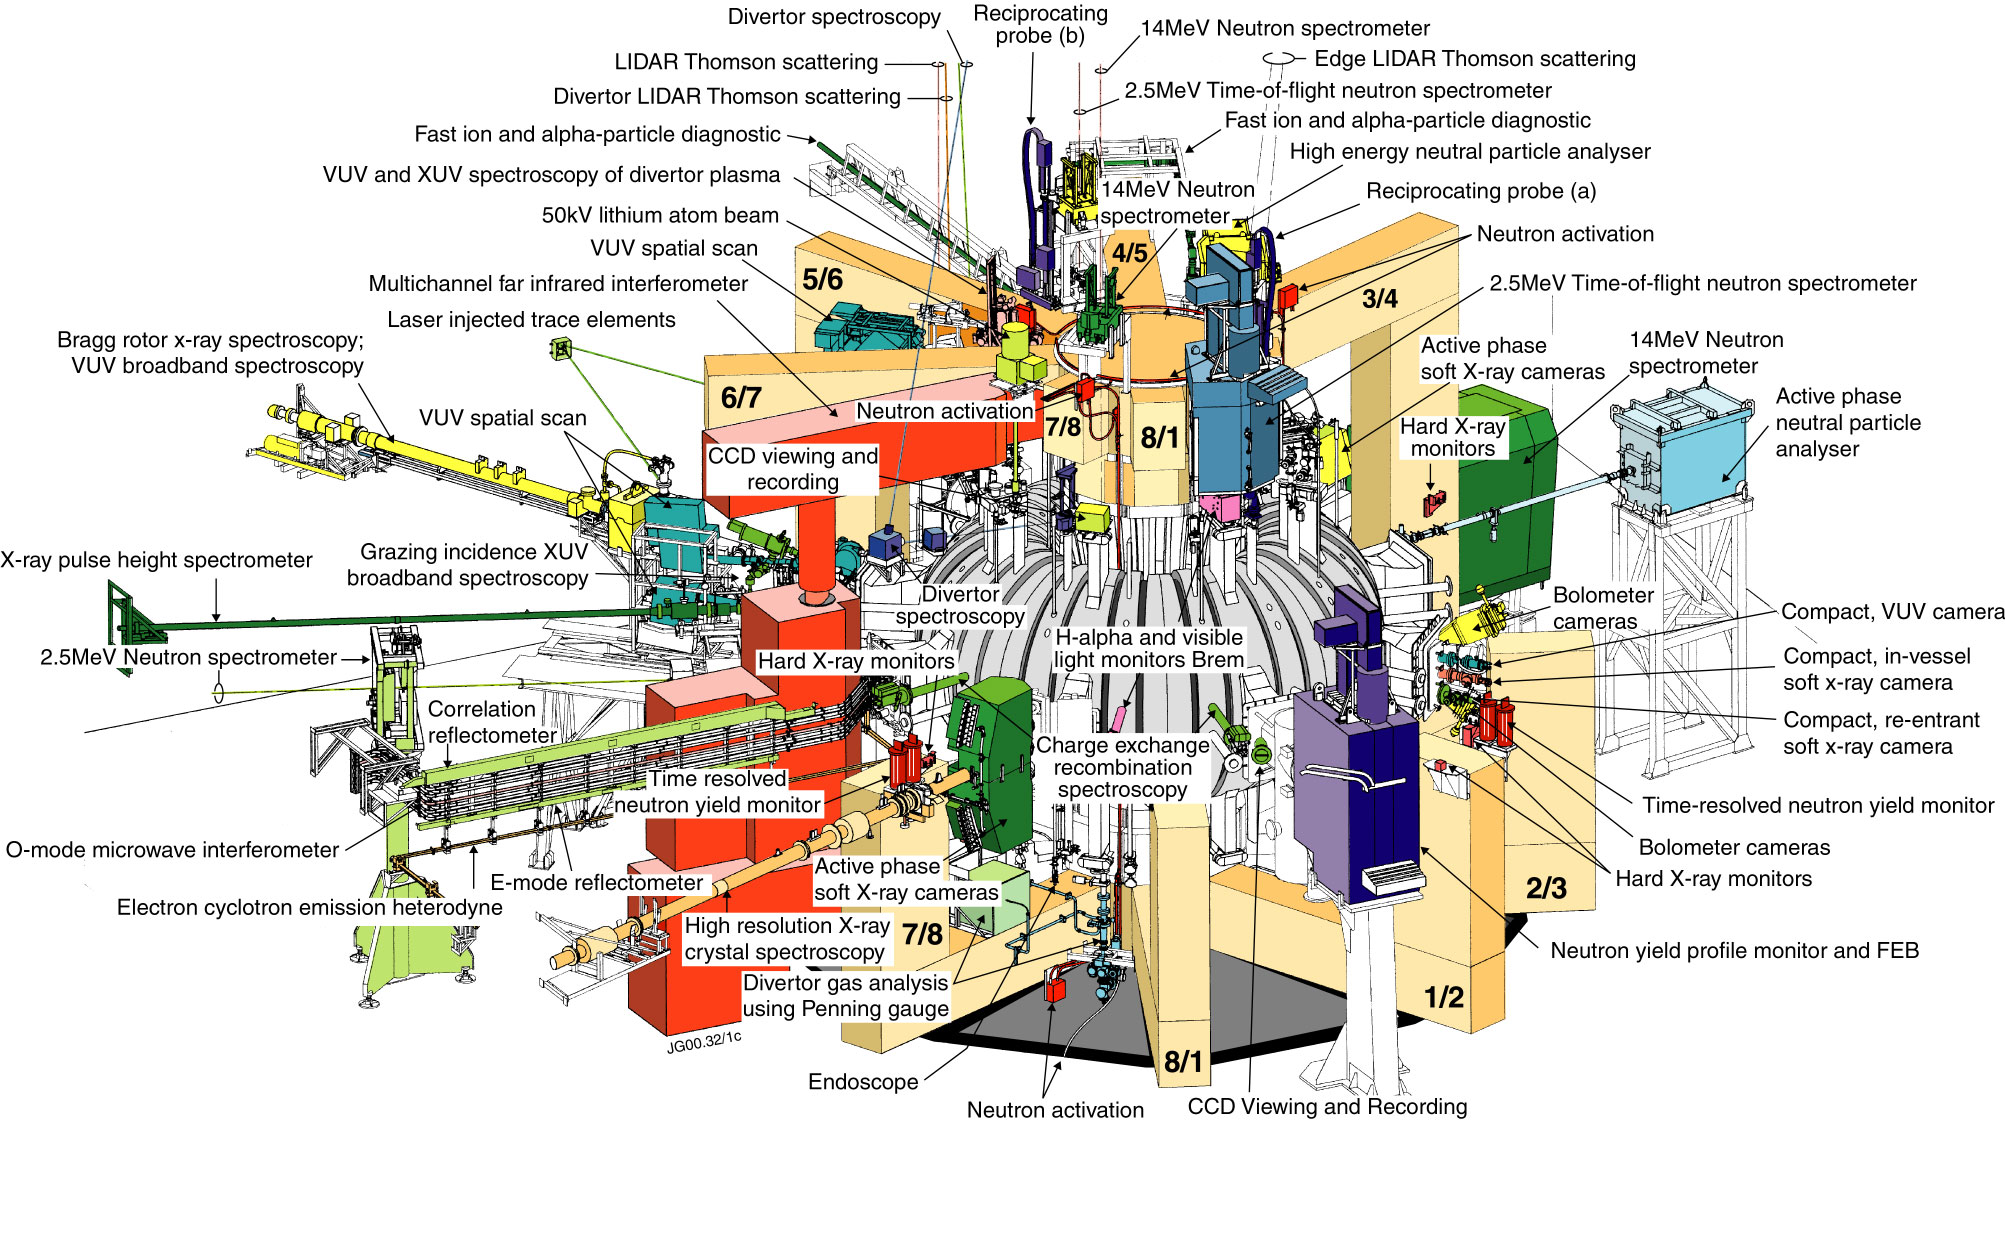 Divertor spectroscopy
Reciprocating
probe (b)
14MeV Neutron spectrometer
LIDAR Thomson scattering
Edge LIDAR Thomson scattering
Divertor LIDAR Thomson scattering
2.5MeV Time-of-flight neutron spectrometer
Fast ion and alpha-particle diagnostic
Fast ion and alpha-particle diagnostic
High energy neutral particle analyser
VUV and XUV spectroscopy of divertor plasma
14MeV Neutron
spectrometer
Reciprocating probe (a)
50kV lithium atom beam
Neutron activation
VUV spatial scan
4/5
5/6
Multichannel far infrared interferometer
2.5MeV Time-of-flight neutron spectrometer
3/4
Laser injected trace elements
Bragg rotor x-ray spectroscopy;
VUV broadband spectroscopy
Active phase
soft X-ray cameras
14MeV Neutron
spectrometer
6/7
Active phase
neutral particle
analyser
VUV spatial scan
Neutron activation
7/8
8/1
Hard X-ray
monitors
CCD viewing and
recording
X-ray pulse height spectrometer
Grazing incidence XUV
broadband spectroscopy
Divertor
spectroscopy
Bolometer
cameras
Compact, VUV camera
2.5MeV Neutron spectrometer
Hard X-ray monitors
H-alpha and visible
light monitors Brem
Compact, in-vessel
soft x-ray camera
Correlation
reflectometer
Compact, re-entrant
soft x-ray camera
Charge exchange
recombination
spectroscopy
Time resolved
neutron yield monitor
Time-resolved neutron yield monitor
O-mode microwave interferometer
Bolometer cameras
E-mode reflectometer
Active phase
soft X-ray cameras
Hard X-ray monitors
2/3
Electron cyclotron emission heterodyne
High resolution X-ray
crystal spectroscopy
7/8
Neutron yield profile monitor and FEB
Divertor gas analysis
using Penning gauge
1/2
JG00.32/1c
8/1
Endoscope
Neutron activation
CCD Viewing and Recording